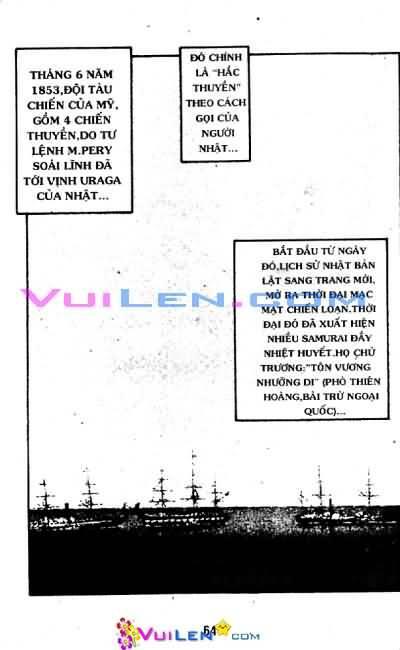 THÁNG 6 NĂM
1853,ĐỘI TÀU
CHIẾN CỦA MỸ,
GỒM 4 CHIẾN
THUYỀN,DO TƯ
LỆNH M.PERY
SOÁI LĨNH ĐÃ
TỚI VỊNH URAGA
CỦA NHẬT...
ĐÓ CHÍNH
LÀ "HẮC
THUYỀN"
THEO CÁCH
GỌI CỦA
NGƯỜI
NHẬT...
BẮT ĐẦU TỪ NGÀY
ĐÓ,LỊCH SỬ NHẬT BẢN
LẬT SANG TRANG MỚI,
MỞ RA THỜI ĐẠI MẠC
MẠT CHIẾN LOẠN.THỜI
ĐẠI ĐÓ ĐÃ XUẤT HIỆN
NHIỀU SAMURAI ĐẦY
NHIỆT HUYẾT.HỌ CHỦ
TRƯƠNG:"TÔN VƯƠNG
NHƯỠNG DI" (PHÒ THIÊN
HOÀNG,BÀI TRỪ NGOẠI
QUỐC)...
VUILEN.COM
64
VUILEN.COM